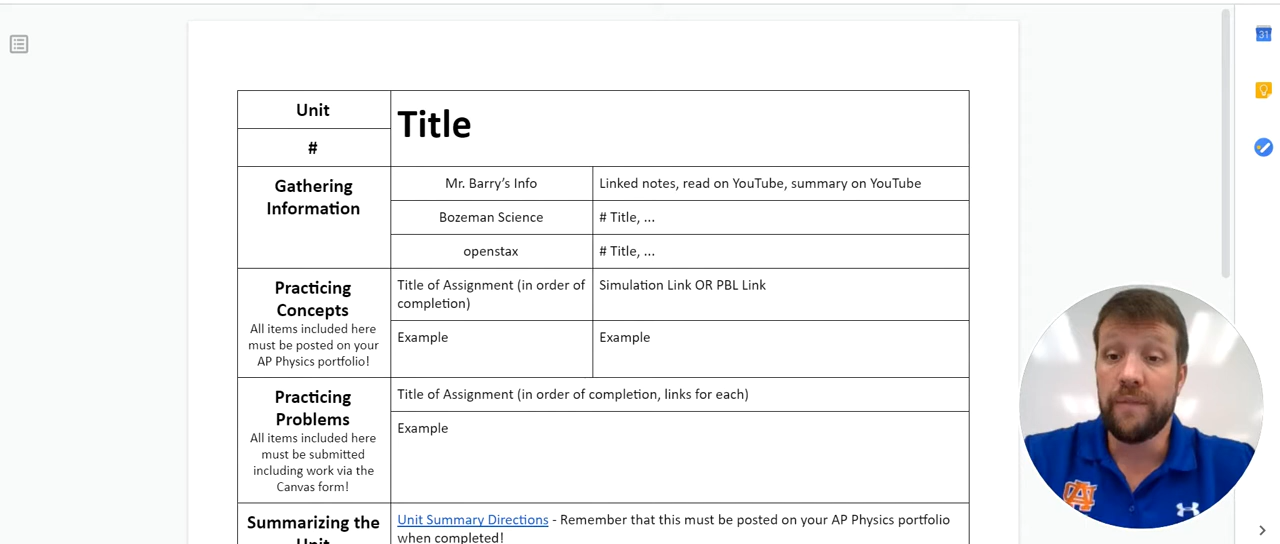 Unit
Title
#
Gathering
Information
Mr. Barry's Info
Linked notes, read on YouTube, summary on YouTube
Bozeman Science
# Title, ...
openstax
# Title, ...
Practicing
Concepts
All items included here
must be posted on your
AP Physics portfolio!
Title of Assignment (in order of
completion)
Simulation Link OR PBL Link
Example
Example
Practicing
Problems
All items included here
must be submitted
including work via the
Canvas form!
Title of Assignment (in order of completion, links for each)
Example
Summarizing the
Unit
Unit Summary Directions - Remember that this must be posted on your AP Physics portfolio
when completed!
31